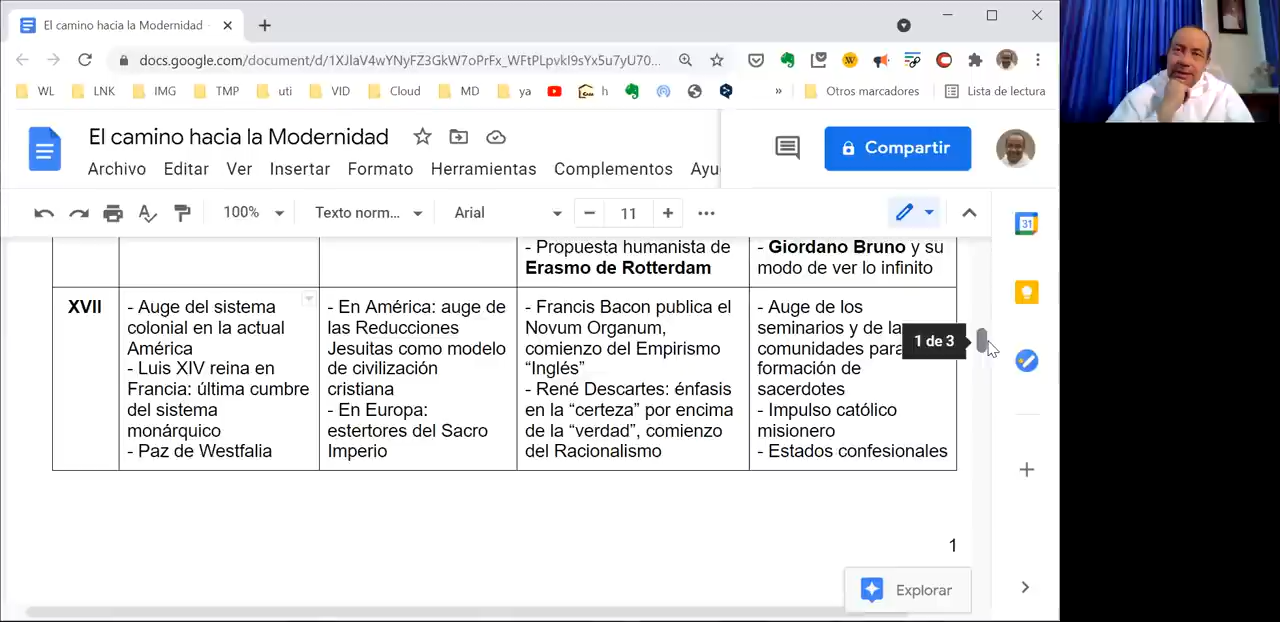 El camino hacia la Modernidad
docs.google.com/document/d/1XJlaV4wYNyFZ3GkW7oPrFx_WFtPLpvkI9sYx5u7yU70...
WL LNK IMG TMP uti VID Cloud MD ya h » Otros marcadores Lista de lectura
El camino hacia la Modernidad
Compartir
Archivo Editar Ver Insertar Formato Herramientas Complementos Ayu
100% Texto norm... Arial 11
31
- Propuesta humanista de
Erasmo de Rotterdam
- Giordano Bruno y su
modo de ver lo infinito
XVII
- Auge del sistema
colonial en la actual
América
- Luis XIV reina en
Francia: última cumbre
del sistema
monárquico
- Paz de Westfalia
- En América: auge de
las Reducciones
Jesuitas como modelo
de civilización
cristiana
- En Europa:
estertores del Sacro
Imperio
- Francis Bacon publica el
Novum Organum,
comienzo del Empirismo
“Inglés”
- René Descartes: énfasis
en la “certeza” por encima
de la “verdad”, comienzo
del Racionalismo
- Auge de los
seminarios y de la
comunidades para
formación de
sacerdotes
- Impulso católico
misionero
- Estados confesionales
1 de 3
1
Explorar